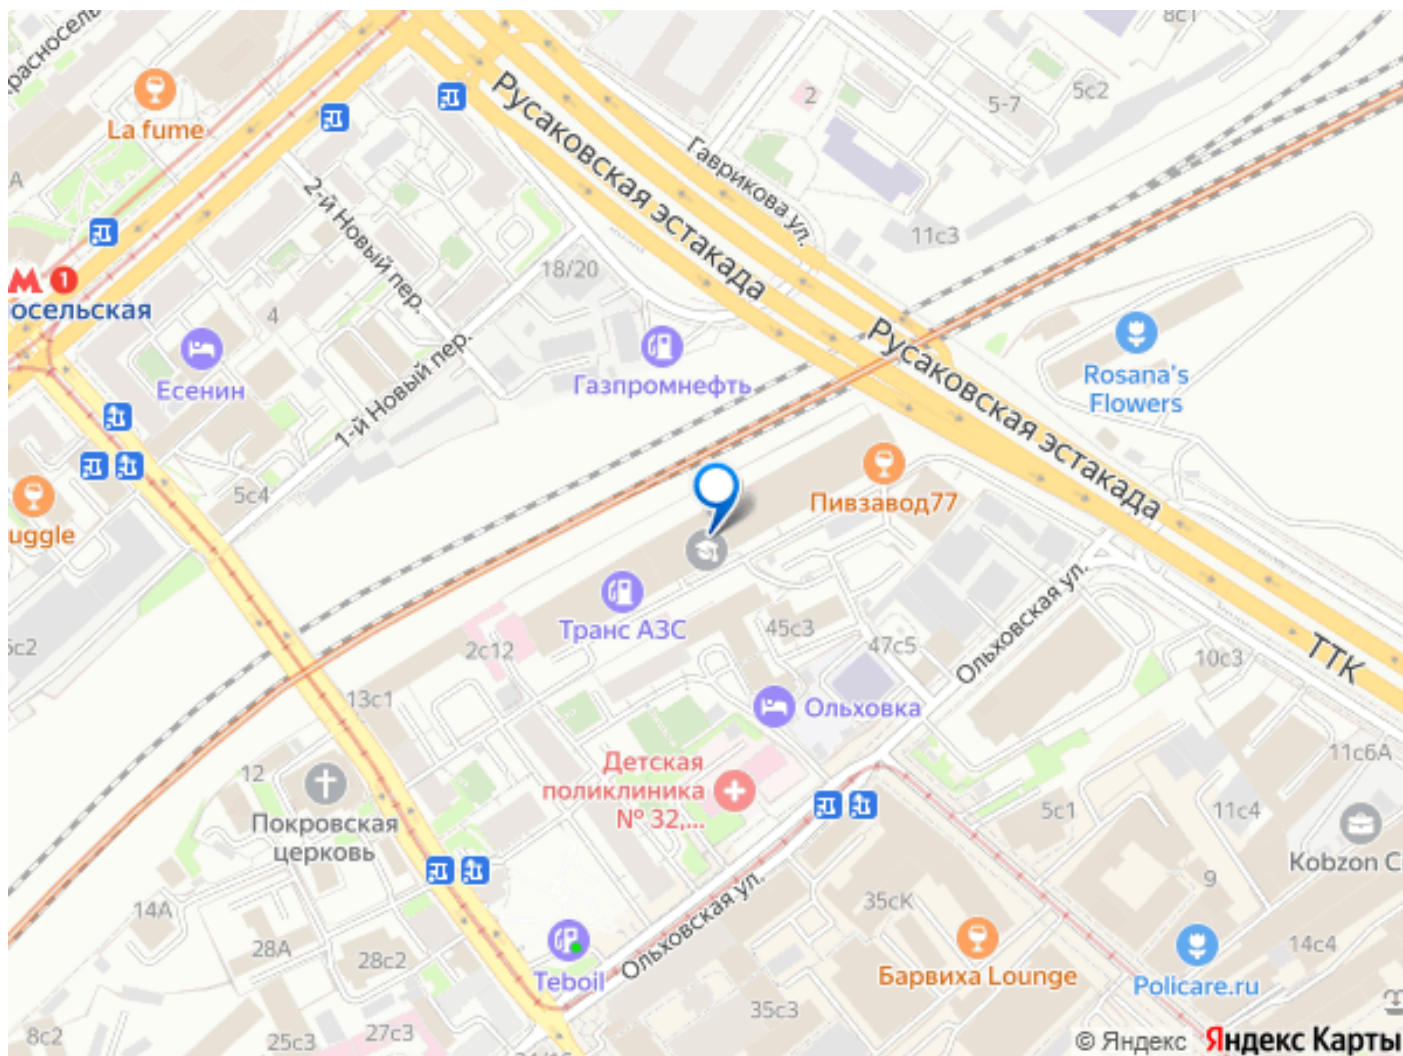 8с1
La fume
2
5-7
5с2
Русаковская эстакада
Гаврикова ул.
2-й Новый пер.
11с3
18/20
М 1
осельская
4
Есенин
1-й Новый пер.
Газпромнефть
Русаковская эстакада
Rosana's
Flowers
5с4
uggle
Пивзавод77
Транс АЗС
45с3
47с5
Ольховская ул.
2с12
10с3
ТТК
13с1
Ольховка
11с6А
12
Детская
поликлиника
№ 32,...
5с1
11с4
Покровская
церковь
Kobzon C
9
14А
35сК
Ольховская ул.
28А
28с2
14с4
Teboil
Барвиха Lounge
Policare.ru
35с3
8с2
25с3
27с3
© Яндекс Яндекс Карты